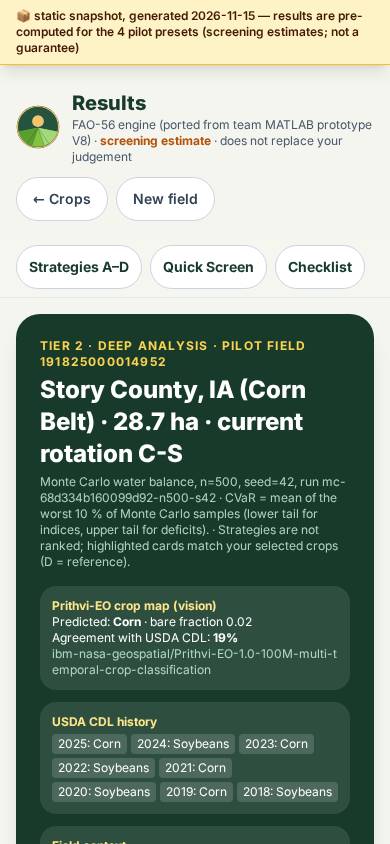 📦 static snapshot, generated 2026-11-15 — results are pre-
computed for the 4 pilot presets (screening estimates; not a
guarantee)
Results
FAO-56 engine (ported from team MATLAB prototype
V8) · screening estimate · does not replace your
judgement
← Crops
New field
Strategies A–D
Quick Screen
Checklist
TIER 2 · DEEP ANALYSIS · PILOT FIELD
191825000014952
Story County, IA (Corn
Belt) · 28.7 ha · current
rotation C-S
Monte Carlo water balance, n=500, seed=42, run mc-
68d334b160099d92-n500-s42 · CVaR = mean of the
worst 10 % of Monte Carlo samples (lower tail for
indices, upper tail for deficits). · Strategies are not
ranked; highlighted cards match your selected crops
(D = reference).
Prithvi-EO crop map (vision)
Predicted: Corn · bare fraction 0.02
Agreement with USDA CDL: 19%
ibm-nasa-geospatial/Prithvi-EO-1.0-100M-multi-t
emporal-crop-classification
USDA CDL history
2025: Corn 2024: Soybeans 2023: Corn
2022: Soybeans 2021: Corn
2020: Soybeans 2019: Corn 2018: Soybeans